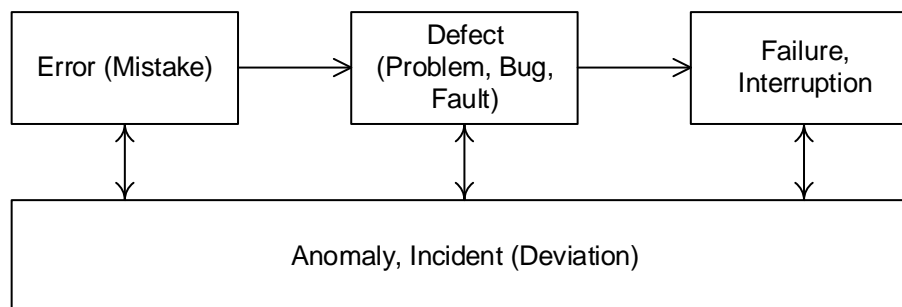 Error (Mistake)
Defect
(Problem, Bug,
Fault)
Failure,
Interruption
Anomaly, Incident (Deviation)